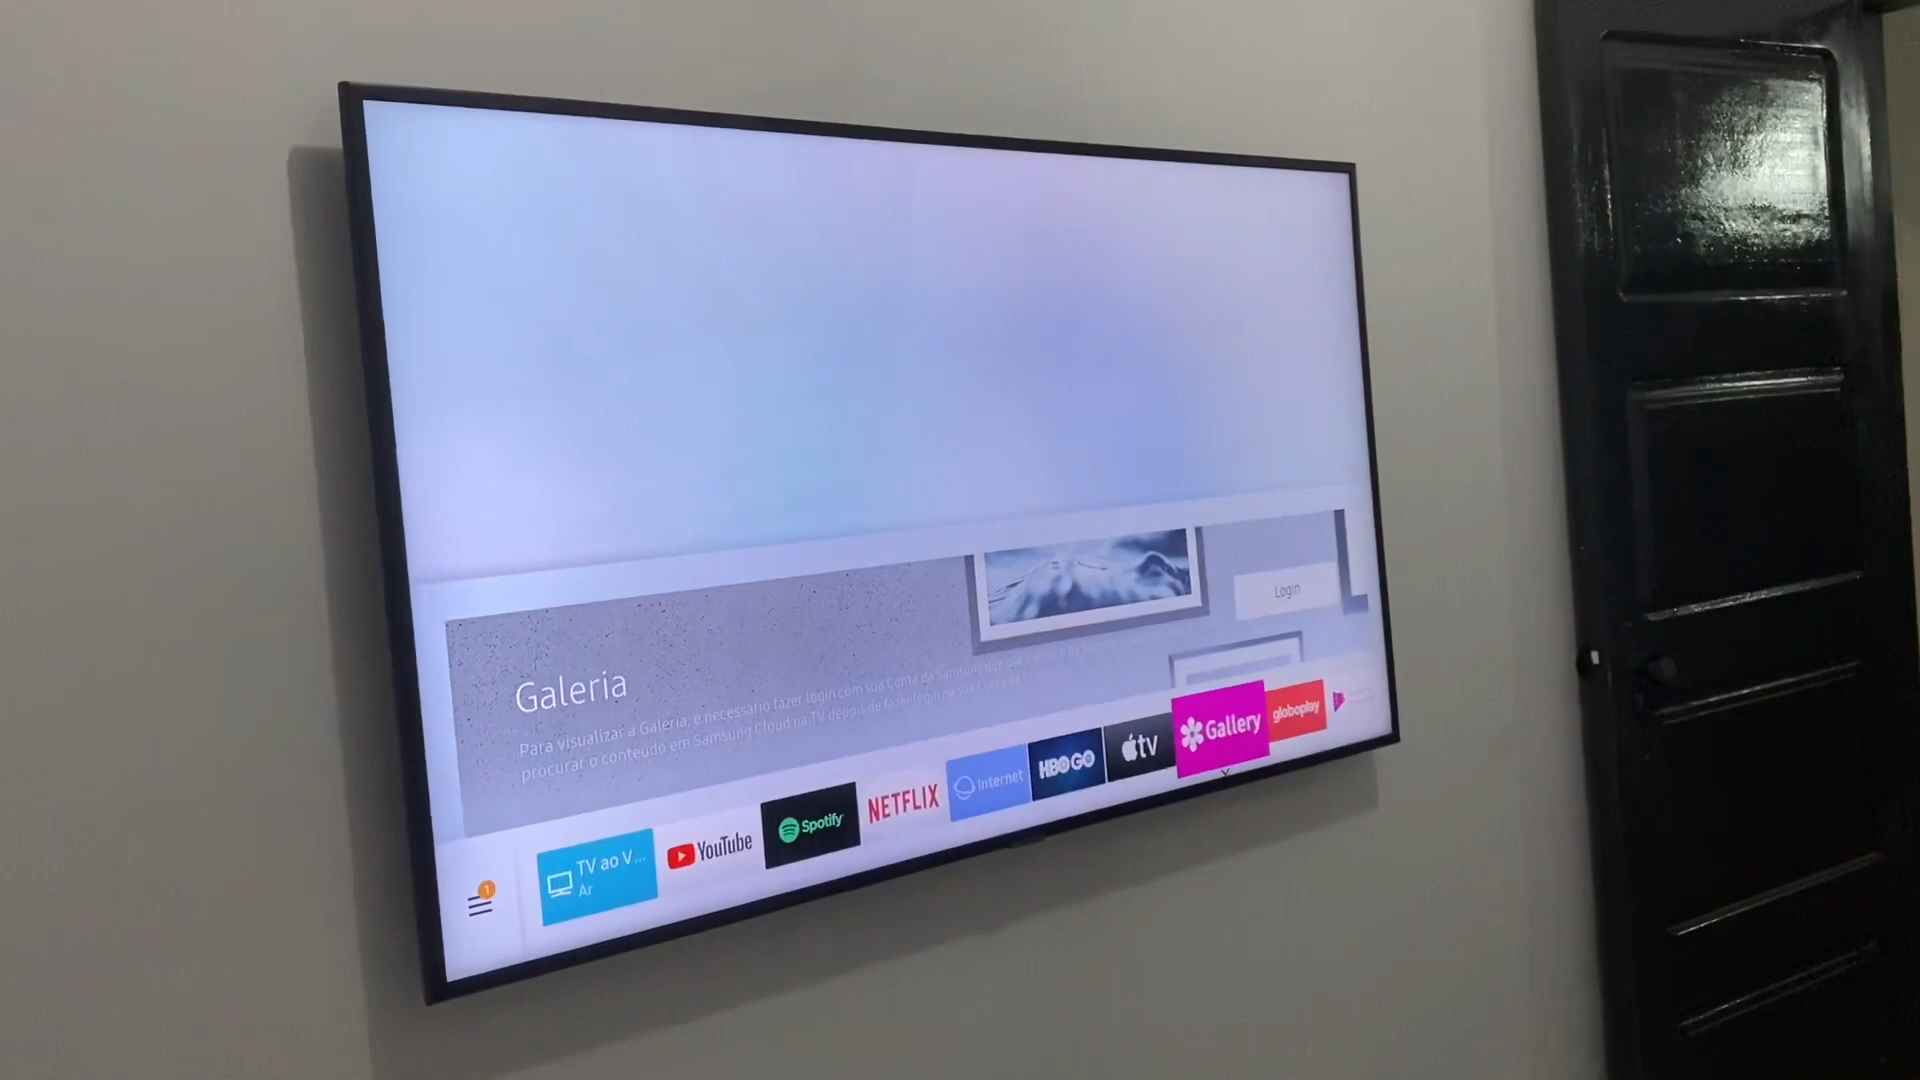 Login
Galeria
Para visualizar a Galeria, é necessário fazer login com sua Conta da Samsung que
procurar o conteúdo em Samsung Cloud na TV depois de fazer login na sua conta
1
TV ao V...
Ar
YouTube
Spotify
NETFLIX
Internet
HBO GO
tv
Gallery
globoplay